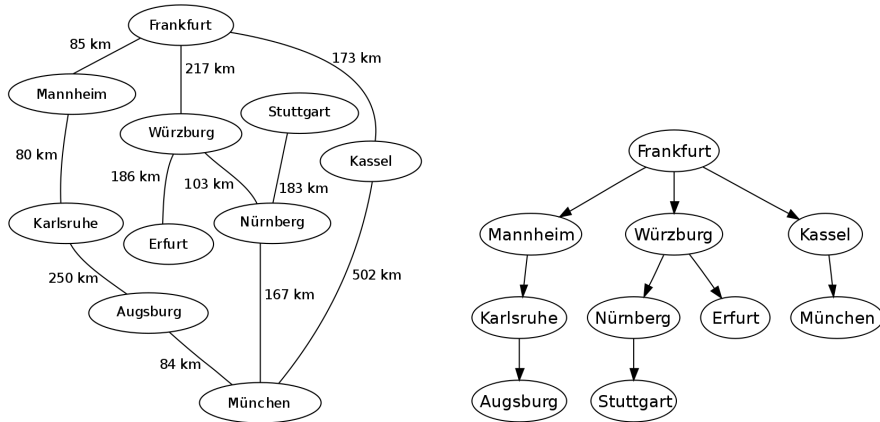 Frankfurt
85 km
217 km
173 km
Mannheim
Stuttgart
Würzburg
80 km
Kassel
186 km
103 km
183 km
Karlsruhe
Nürnberg
Erfurt
250 km
167 km
502 km
Augsburg
84 km
München
Frankfurt
Mannheim
Würzburg
Kassel
Karlsruhe
Nürnberg
Erfurt
München
Augsburg
Stuttgart